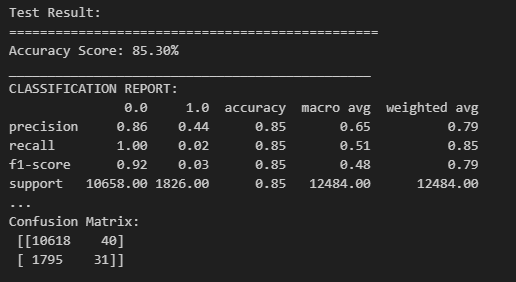 Test Result:
================================================
Accuracy Score: 85.30%
_______________________________________________
CLASSIFICATION REPORT:
               0.0      1.0  accuracy  macro avg  weighted avg
precision      0.86     0.44      0.85       0.65          0.79
recall         1.00     0.02      0.85       0.51          0.85
f1-score       0.92     0.03      0.85       0.48          0.79
support    10658.00  1826.00      0.85   12484.00      12484.00
...
Confusion Matrix:
 [[10618    40]
 [ 1795    31]]